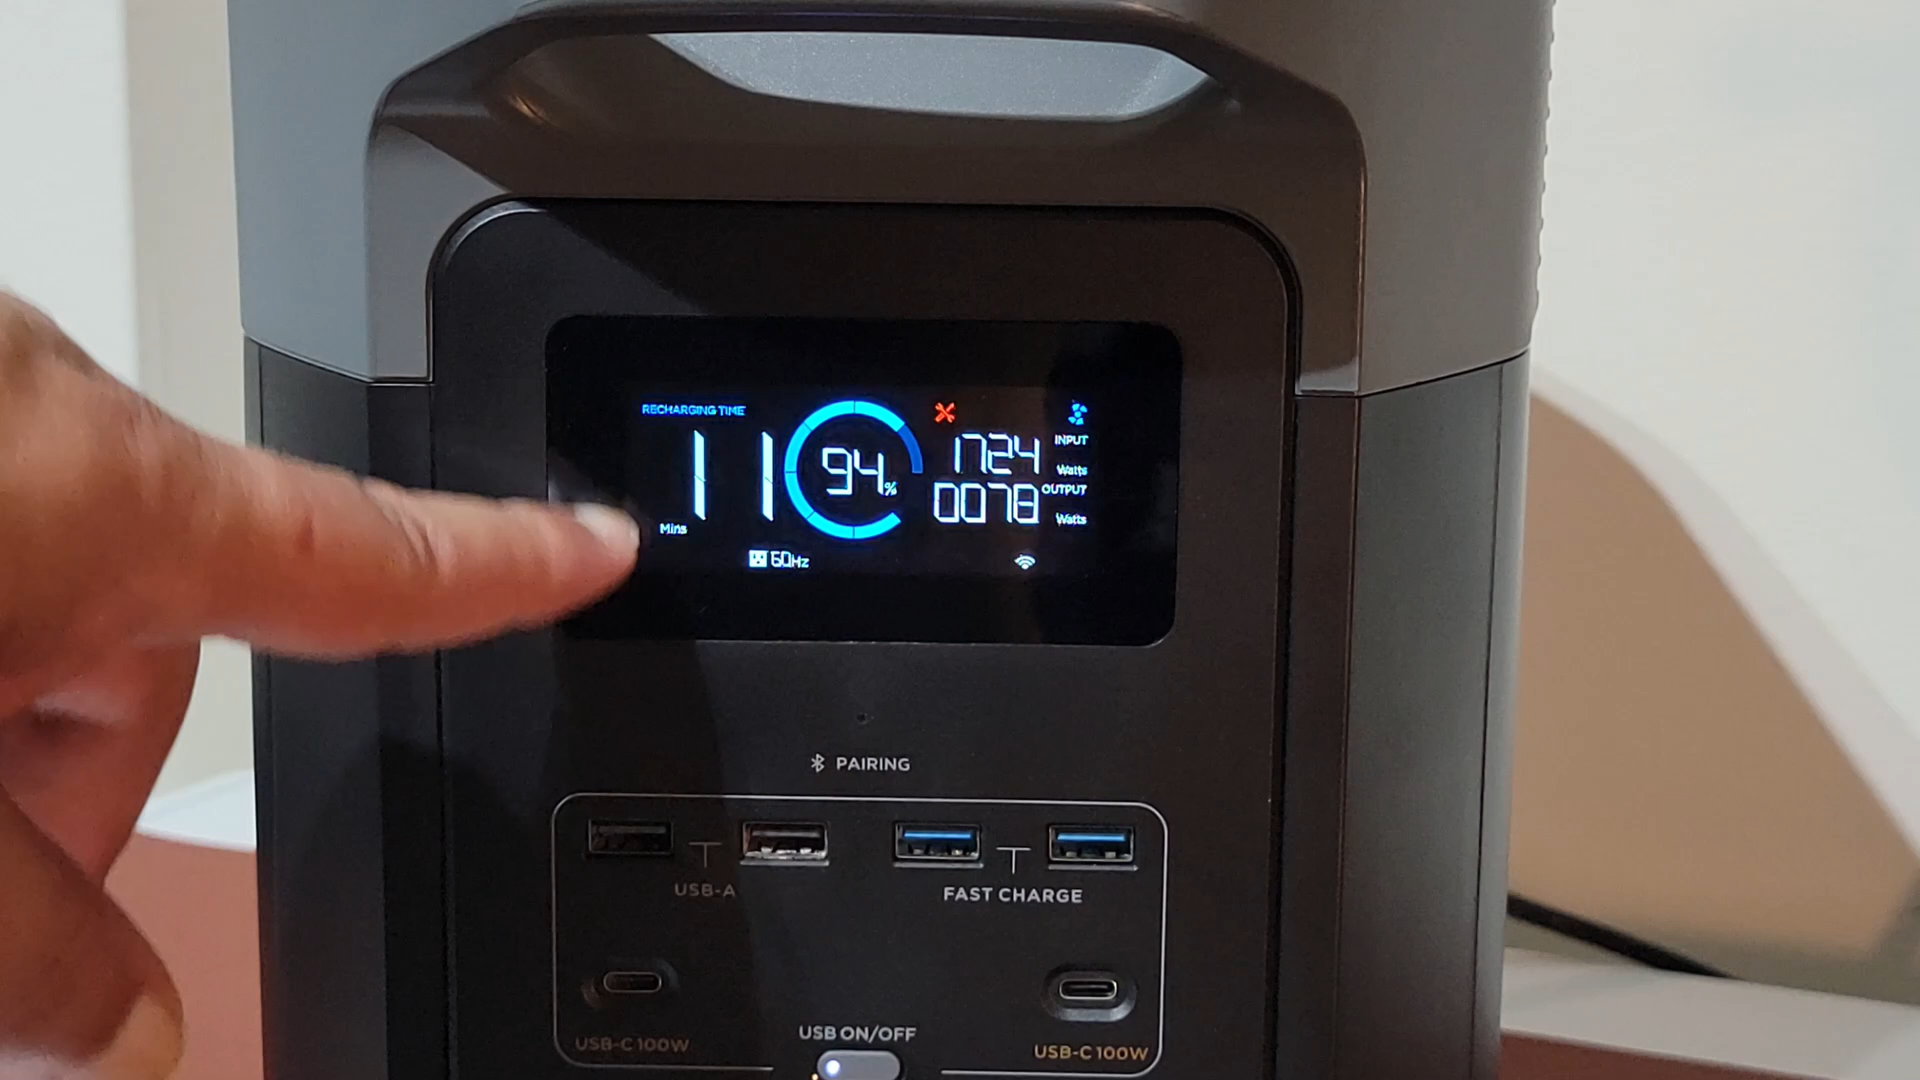 RECHARGING TIME
11
Mins
94%
1724
INPUT
Watts
0078
OUTPUT
Watts
60Hz
PAIRING
USB-A
FAST CHARGE
USB-C 100W
USB ON/OFF
USB-C 100W